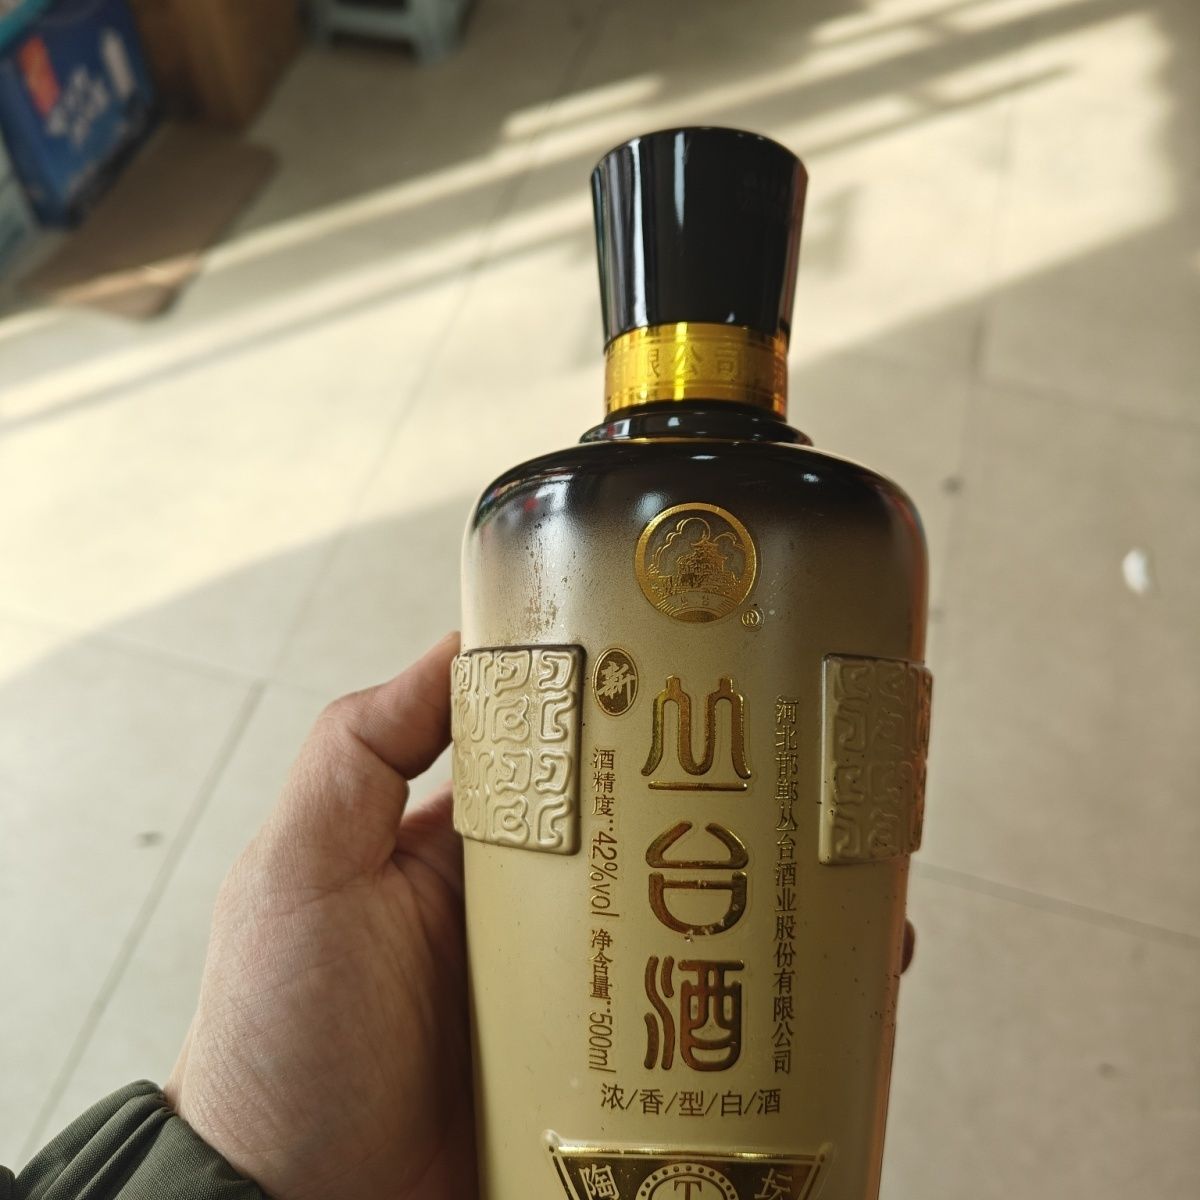 有限公司
新
丛台酒
酒精度:42%vol 净含量:500ml
河北邯郸丛台酒业股份有限公司
浓/香/型/白/酒
陶 T 坛
®